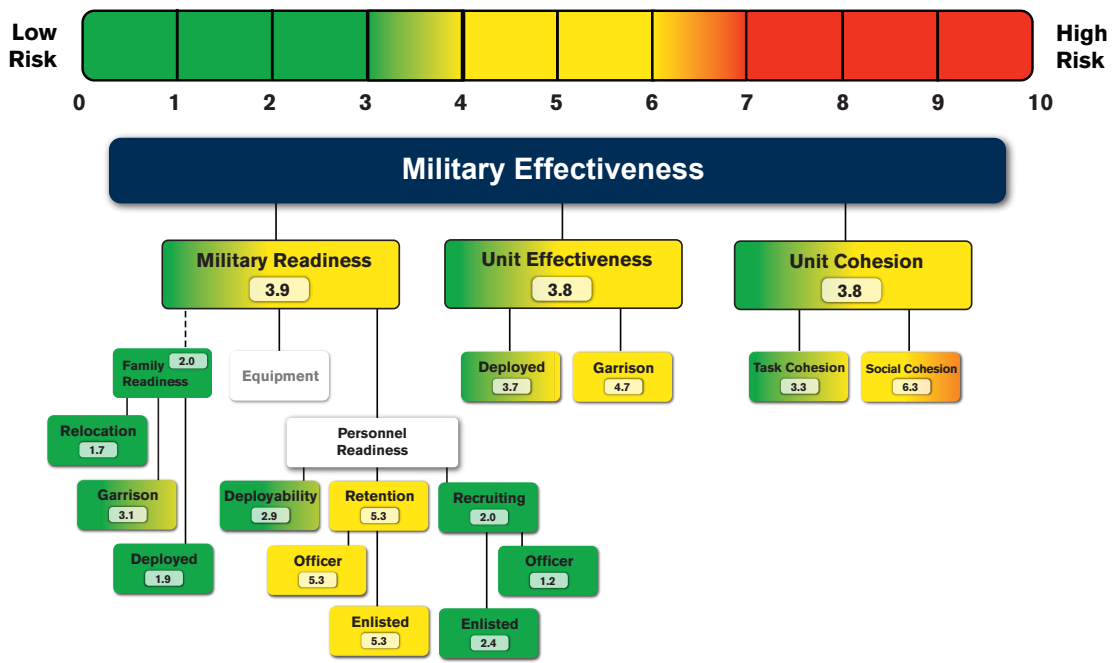 Low
Risk
High
Risk
0 1 2 3 4 5 6 7 8 9 10
Military Effectiveness
Military Readiness
3.9
Unit Effectiveness
3.8
Unit Cohesion
3.8
Family
Readiness
2.0
Equipment
Deployed
3.7
Garrison
4.7
Task Cohesion
3.3
Social Cohesion
6.3
Relocation
1.7
Personnel
Readiness
Garrison
3.1
Deployability
2.9
Retention
5.3
Recruiting
2.0
Deployed
1.9
Officer
5.3
Officer
1.2
Enlisted
5.3
Enlisted
2.4